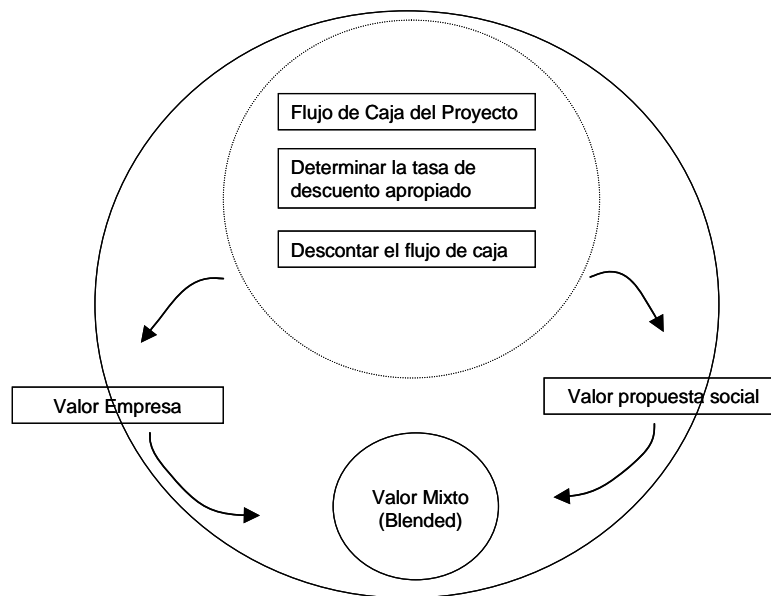 Flujo de Caja del Proyecto
Determinar la tasa de
descuento apropiado
Descontar el flujo de caja
Valor Empresa
Valor propuesta social
Valor Mixto
(Blended)